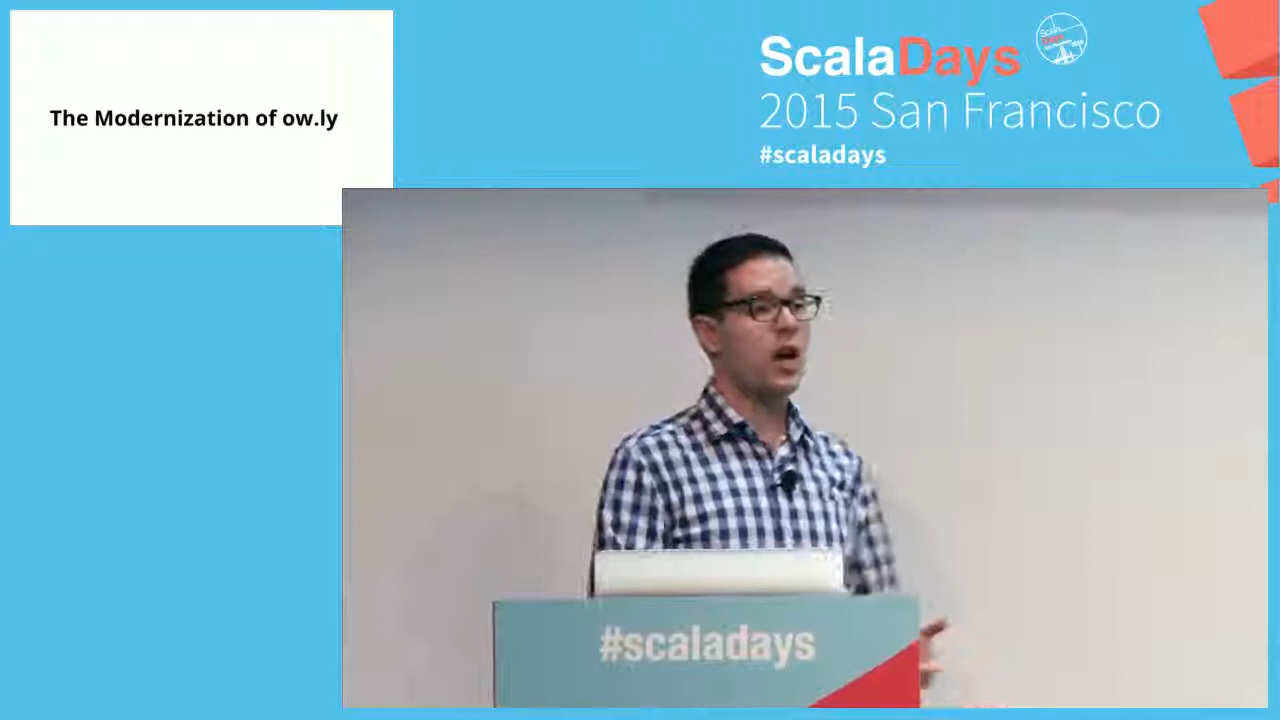 The Modernization of ow.ly
ScalaDays
2015 San Francisco
#scaladays
#scaladays